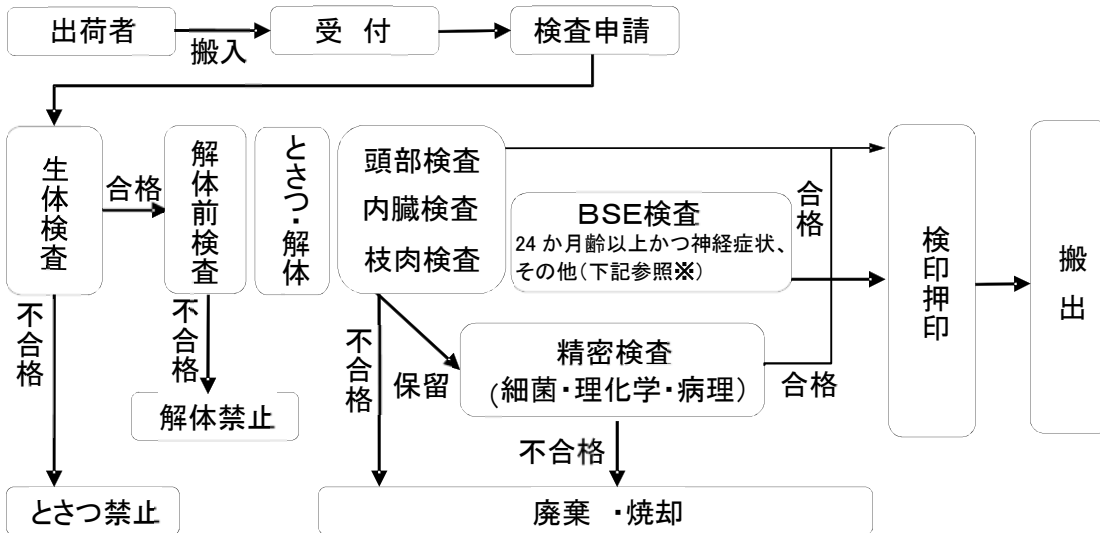 出荷者
搬入
受 付
検査申請
生体検査
合格
解体前検査
とさつ・解体
頭部検査
内臓検査
枝肉検査
BSE検査
24か月齢以上かつ神経症状、
その他(下記参照※)
合格
検印押印
搬出
不合格
不合格
不合格
保留
精密検査
(細菌・理化学・病理)
合格
解体禁止
不合格
とさつ禁止
廃棄 ・焼却